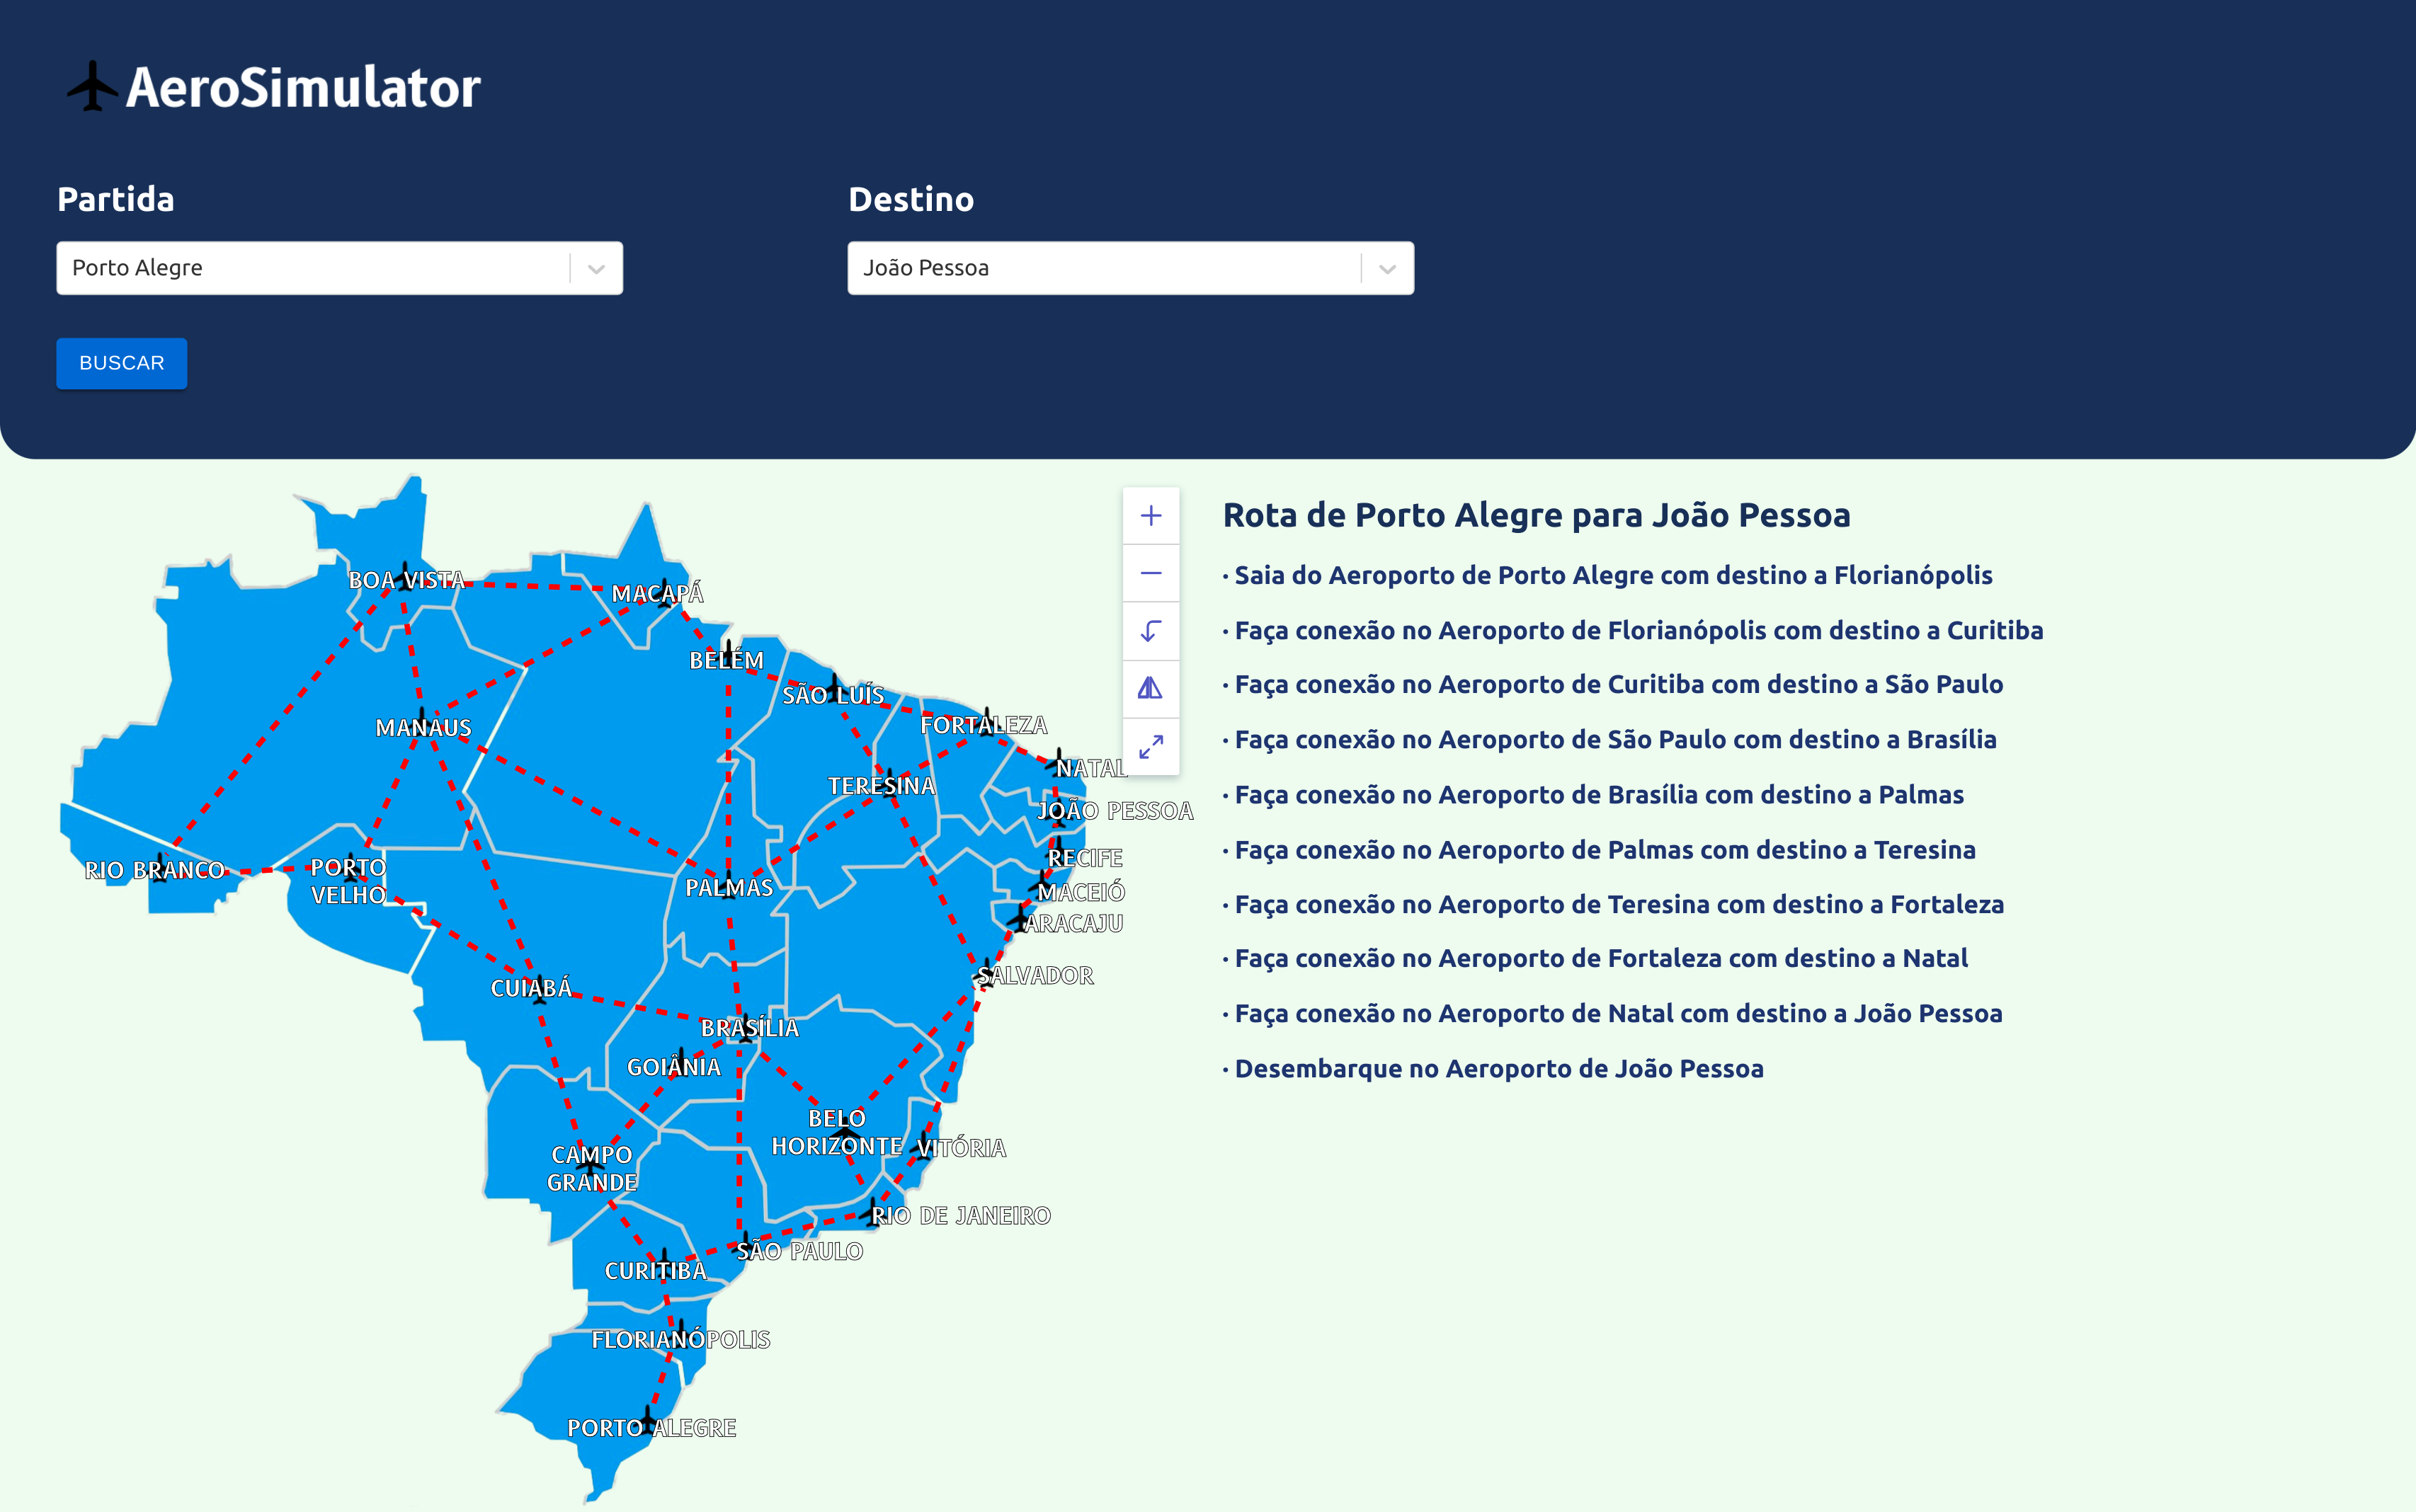 AeroSimulator
Partida
Destino
Porto Alegre
João Pessoa
BUSCAR
Rota de Porto Alegre para João Pessoa
· Saia do Aeroporto de Porto Alegre com destino a Florianópolis
· Faça conexão no Aeroporto de Florianópolis com destino a Curitiba
· Faça conexão no Aeroporto de Curitiba com destino a São Paulo
· Faça conexão no Aeroporto de São Paulo com destino a Brasília
· Faça conexão no Aeroporto de Brasília com destino a Palmas
· Faça conexão no Aeroporto de Palmas com destino a Teresina
· Faça conexão no Aeroporto de Teresina com destino a Fortaleza
· Faça conexão no Aeroporto de Fortaleza com destino a Natal
· Faça conexão no Aeroporto de Natal com destino a João Pessoa
· Desembarque no Aeroporto de João Pessoa
BOA VISTA
MACAPÁ
BELÉM
SÃO LUÍS
FORTALEZA
MANAUS
NATAL
TERESINA
JOÃO PESSOA
RECIFE
RIO BRANCO
PORTO
VELHO
PALMAS
MACEIÓ
ARACAJU
SALVADOR
CUIABÁ
BRASÍLIA
GOIÂNIA
BELO
HORIZONTE
VITÓRIA
CAMPO
GRANDE
RIO DE JANEIRO
SÃO PAULO
CURITIBA
FLORIANÓPOLIS
PORTO ALEGRE